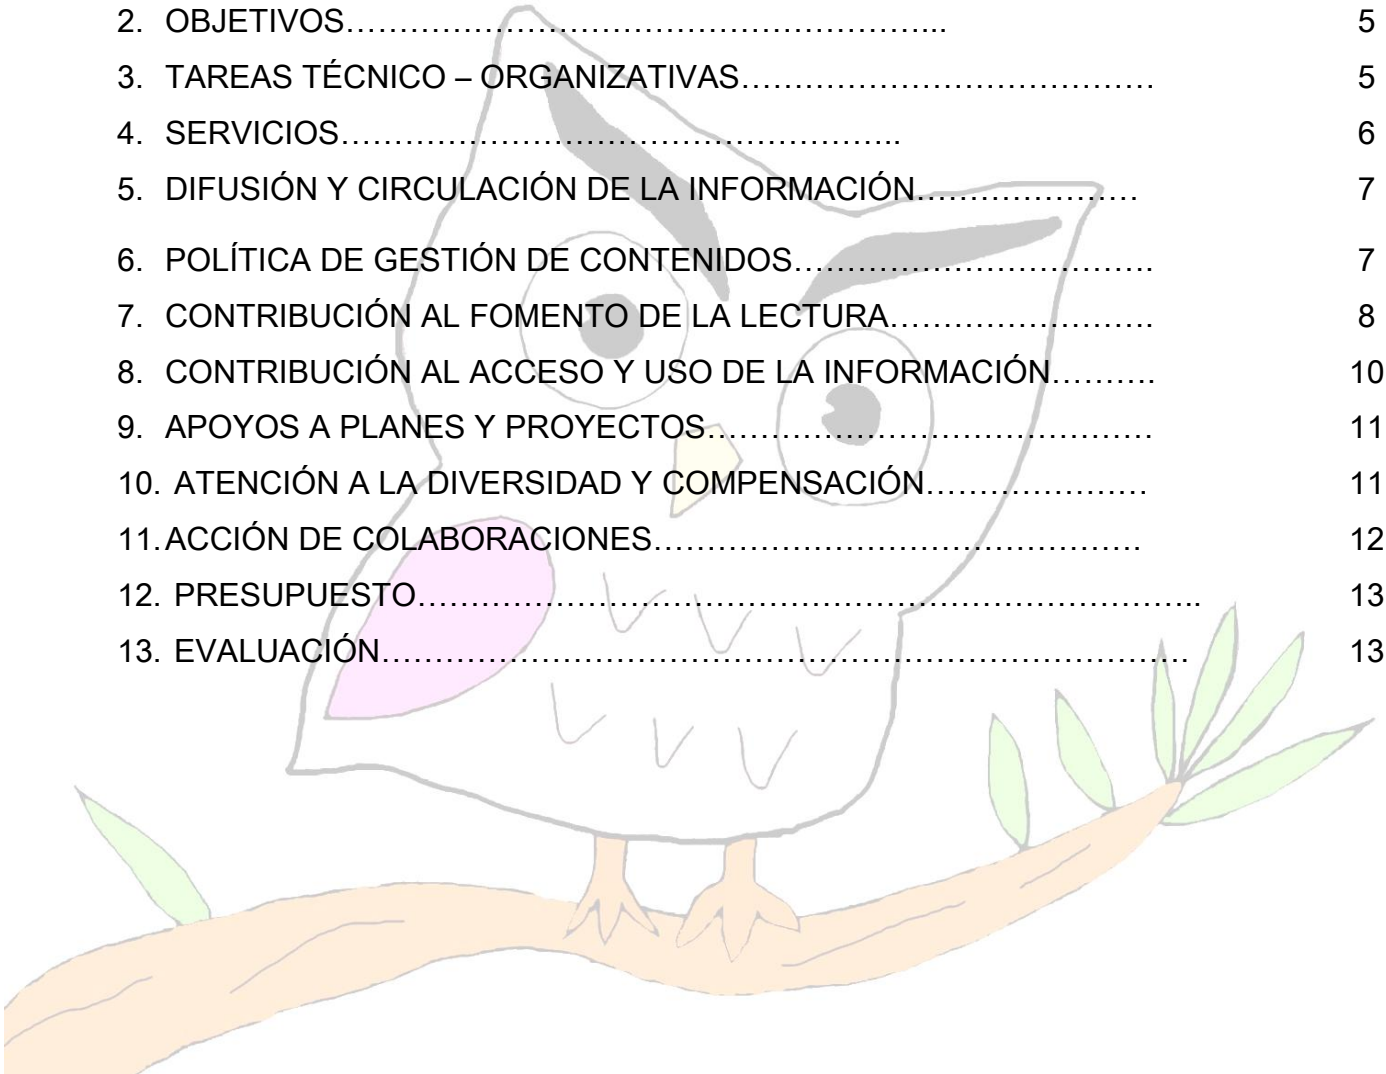 2. OBJETIVOS………………………………………………... 5
3. TAREAS TÉCNICO – ORGANIZATIVAS………………………………… 5
4. SERVICIOS…………………………………………….. 6
5. DIFUSIÓN Y CIRCULACIÓN DE LA INFORMACIÓN………………… 7
6. POLÍTICA DE GESTIÓN DE CONTENIDOS……………………………. 7
7. CONTRIBUCIÓN AL FOMENTO DE LA LECTURA……………………. 8
8. CONTRIBUCIÓN AL ACCESO Y USO DE LA INFORMACIÓN………. 10
9. APOYOS A PLANES Y PROYECTOS……………………………………. 11
10. ATENCIÓN A LA DIVERSIDAD Y COMPENSACIÓN………………… 11
11. ACCIÓN DE COLABORACIONES………………………………………. 12
12. PRESUPUESTO……………………………………………………………….. 13
13. EVALUACIÓN…………………………………………………………………. 13